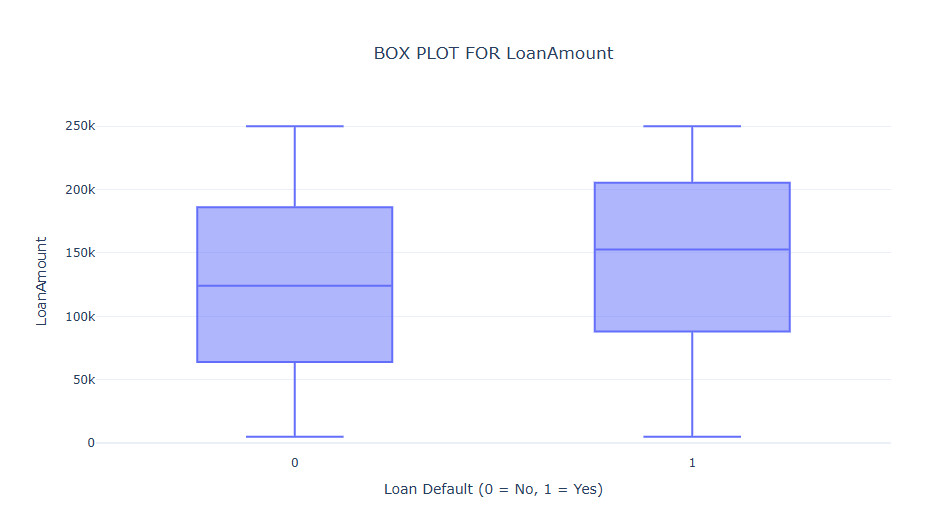 BOX PLOT FOR LoanAmount
LoanAmount
250k
200k
150k
100k
50k
0
0 1
Loan Default (0 = No, 1 = Yes)